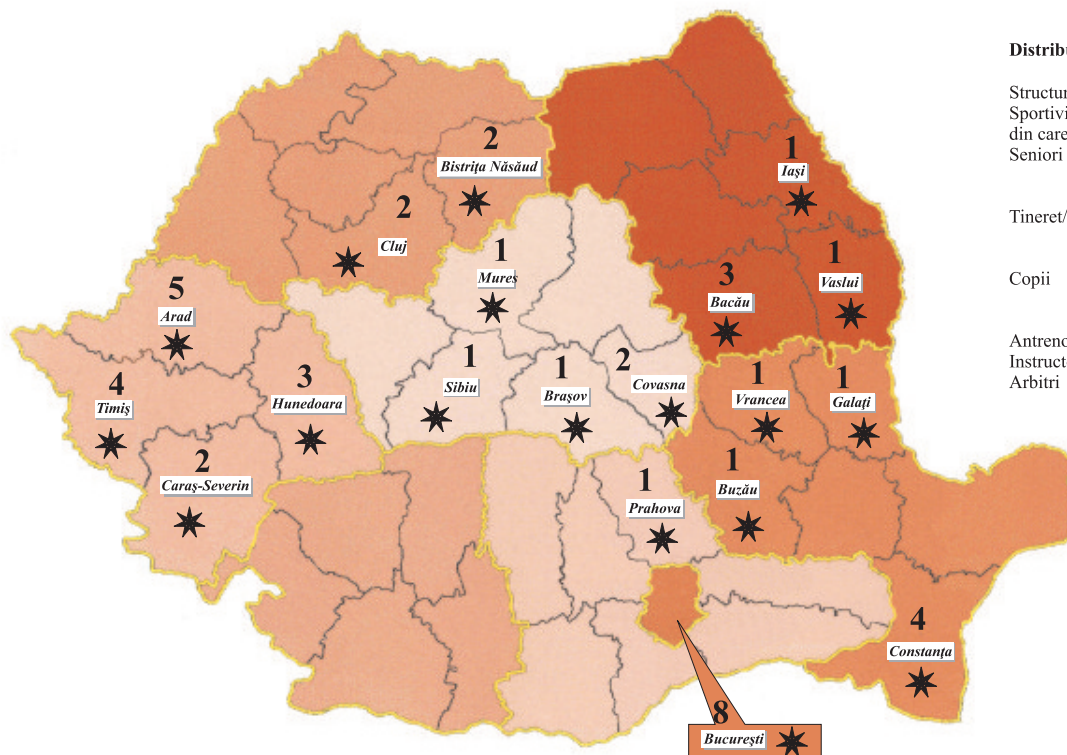 2
Bistrița Năsăud
2
Cluj
1
Iași
1
Mureș
3
Bacău
1
Vaslui
5
Arad
4
Timiș
3
Hunedoara
1
Sibiu
1
Brașov
2
Covasna
1
Vrancea
1
Galați
2
Caraș-Severin
1
Prahova
1
Buzău
4
Constanța
8
București
Distribu
Structur
Sportivi
din care
Seniori
Tineret/
Copii
Antreno
Instruct
Arbitri